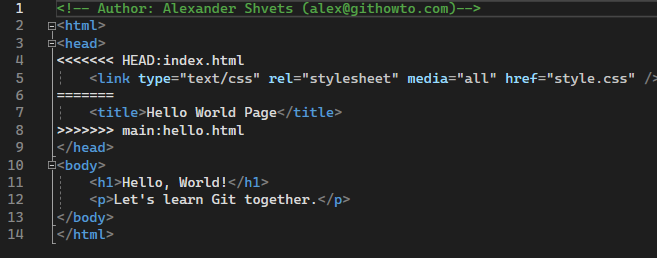 1 <!-- Author: Alexander Shvets (alex@githowto.com)-->
2 <html>
3 <head>
4 <<<<<<< HEAD:index.html
5 <link type="text/css" rel="stylesheet" media="all" href="style.css" />
6 =======
7 <title>Hello World Page</title>
8 >>>>>>> main:hello.html
9 </head>
10 <body>
11 <h1>Hello, World!</h1>
12 <p>Let's learn Git together.</p>
13 </body>
14 </html>